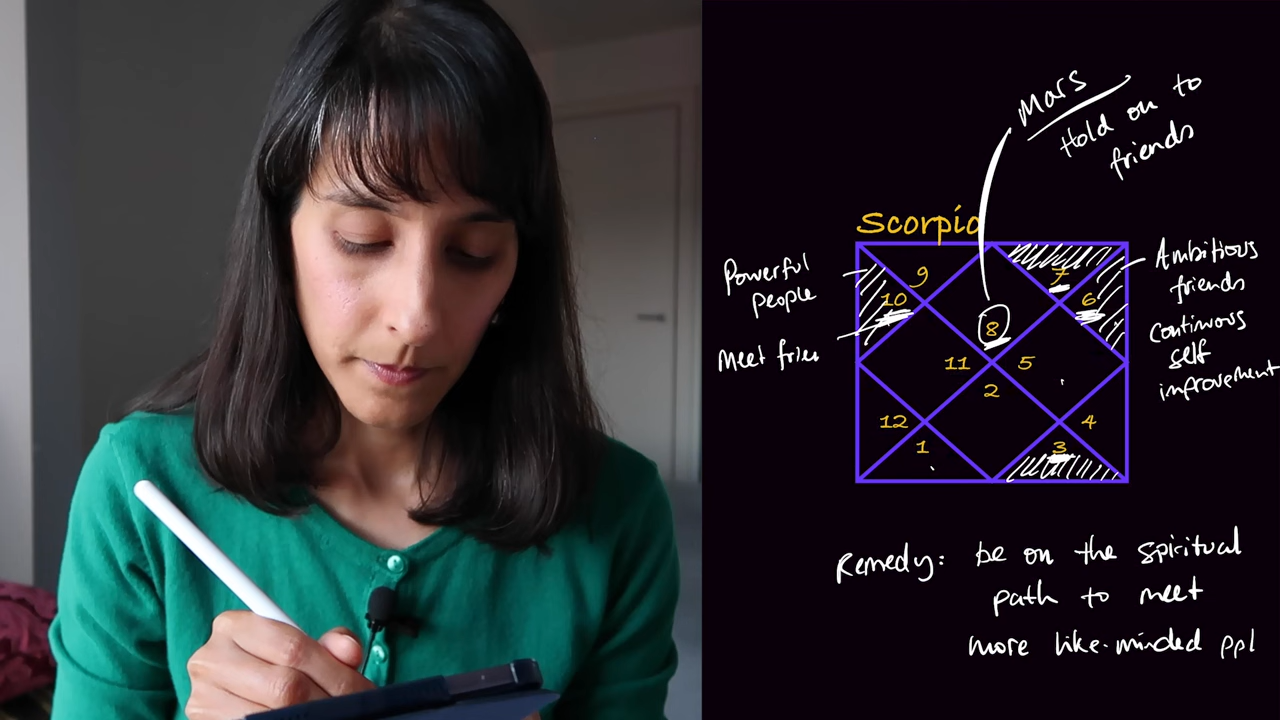 Mars
Hold on to
friends
Scorpio
Powerful
people
Meet frien
9
10
8
7
6
11
5
2
12
1
4
3
Ambitious
friends
continuous
self
improvement
Remedy: be on the spiritual
path to meet
more like-minded ppl